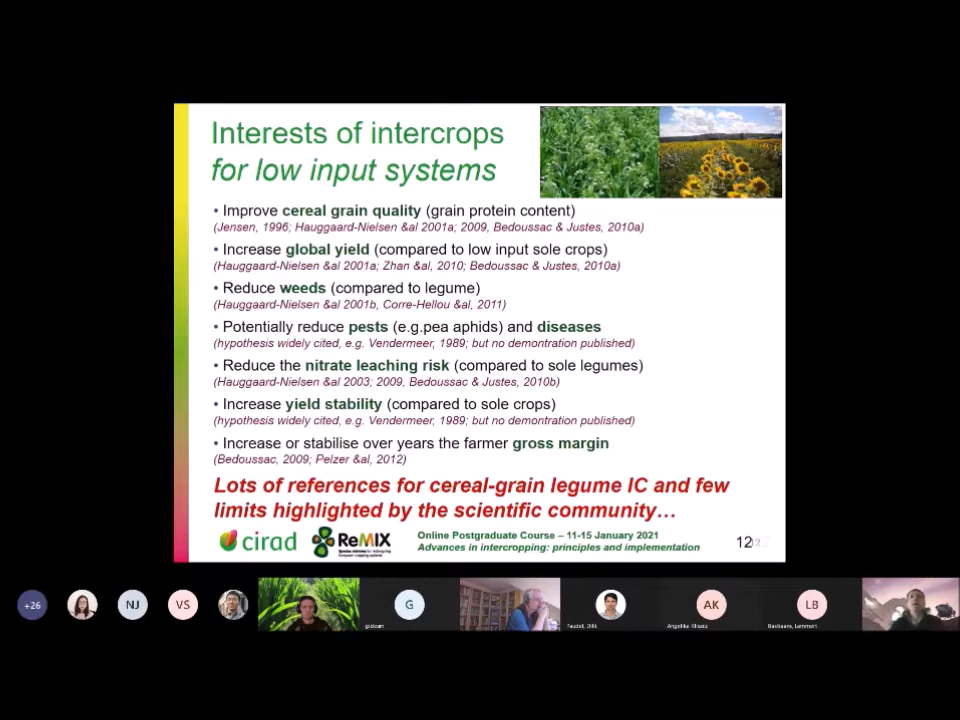 Interests of intercrops
for low input systems
• Improve cereal grain quality (grain protein content)
(Jensen, 1996; Hauggaard-Nielsen &al 2001a; 2009, Bedoussac & Justes, 2010a)
• Increase global yield (compared to low input sole crops)
(Hauggaard-Nielsen &al 2001a; Zhan &al, 2010; Bedoussac & Justes, 2010a)
• Reduce weeds (compared to legume)
(Hauggaard-Nielsen &al 2001b, Corre-Hellou &al, 2011)
• Potentially reduce pests (e.g.pea aphids) and diseases
(hypothesis widely cited, e.g. Vendermeer, 1989; but no demontration published)
• Reduce the nitrate leaching risk (compared to sole legumes)
(Hauggaard-Nielsen &al 2003; 2009, Bedoussac & Justes, 2010b)
• Increase yield stability (compared to sole crops)
(hypothesis widely cited, e.g. Vendermeer, 1989; but no demontration published)
• Increase or stabilise over years the farmer gross margin
(Bedoussac, 2009; Pelzer &al, 2012)
Lots of references for cereal-grain legume IC and few
limits highlighted by the scientific community…
cirad
ReMIX
Online Postgraduate Course – 11-15 January 2021
Advances in intercropping: principles and implementation
12
+26
NJ
VS
G
AK
LB
Bastiaans, Lammert